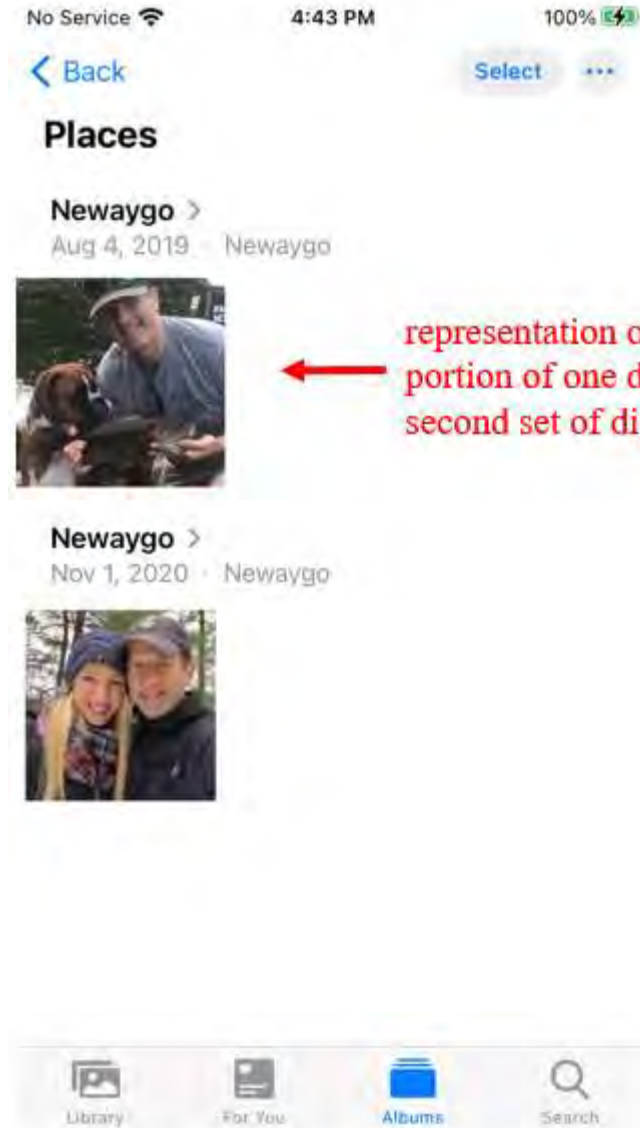 No Service 4:43 PM 100%
Back Select ...
Places
Newaygo >
Aug 4, 2019 · Newaygo
representation o
portion of one d
second set of di
Newaygo >
Nov 1, 2020 · Newaygo
Library For You Albums Search